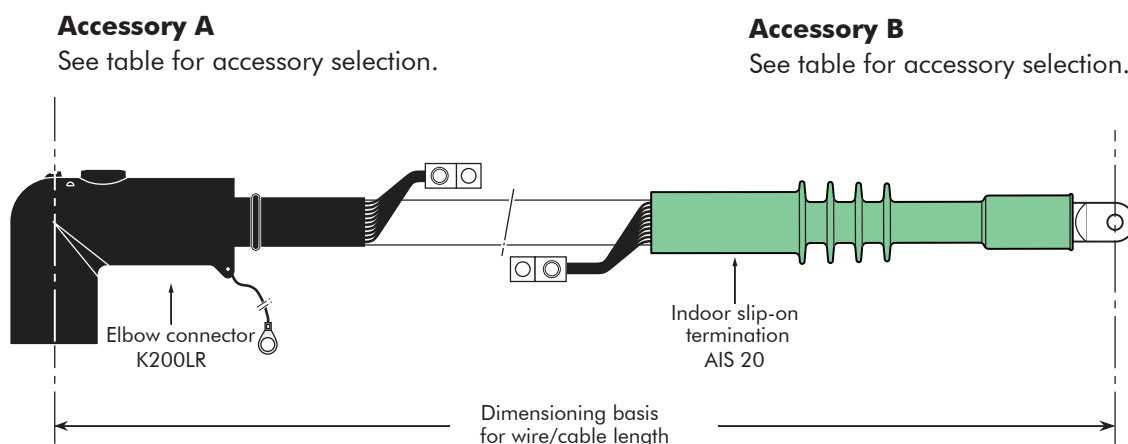 Accessory A
See table for accessory selection.
Accessory B
See table for accessory selection.
Elbow connector
K200LR
Indoor slip-on
termination
AIS 20
Dimensioning basis
for wire/cable length